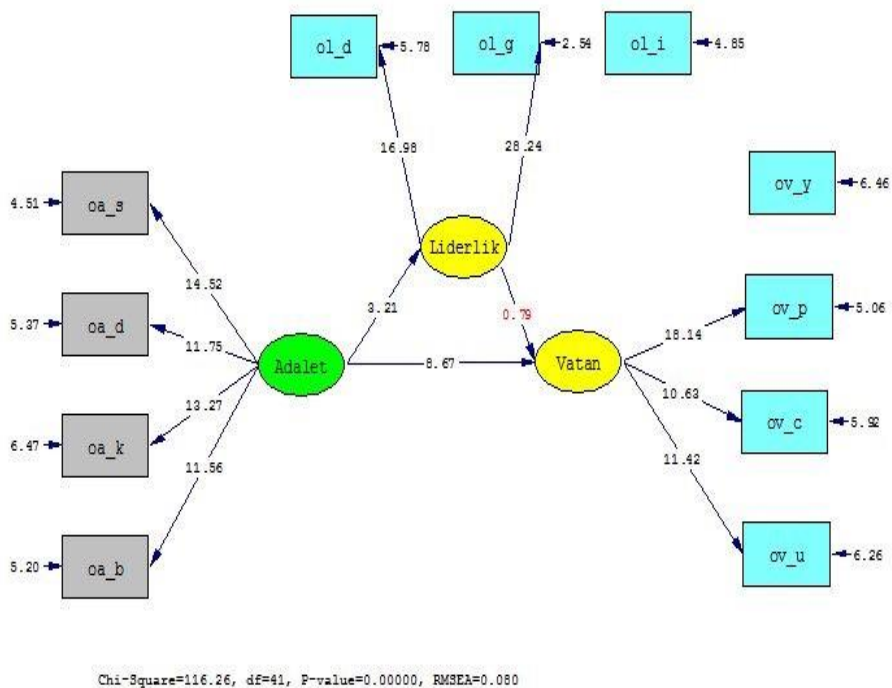 ol_d
5.78
ol_g
2.54
ol_i
4.85
16.98
28.24
4.51
oa_s
ov_y
6.46
Liderlik
14.52
3.21
0.79
5.37
oa_d
11.75
18.14
ov_p
5.06
Adalet
8.67
Vatan
13.27
10.63
6.47
oa_k
ov_c
5.92
11.56
11.42
5.20
oa_b
ov_u
6.26
Chi-Square=116.26, df=41, P-value=0.00000, RMSEA=0.080